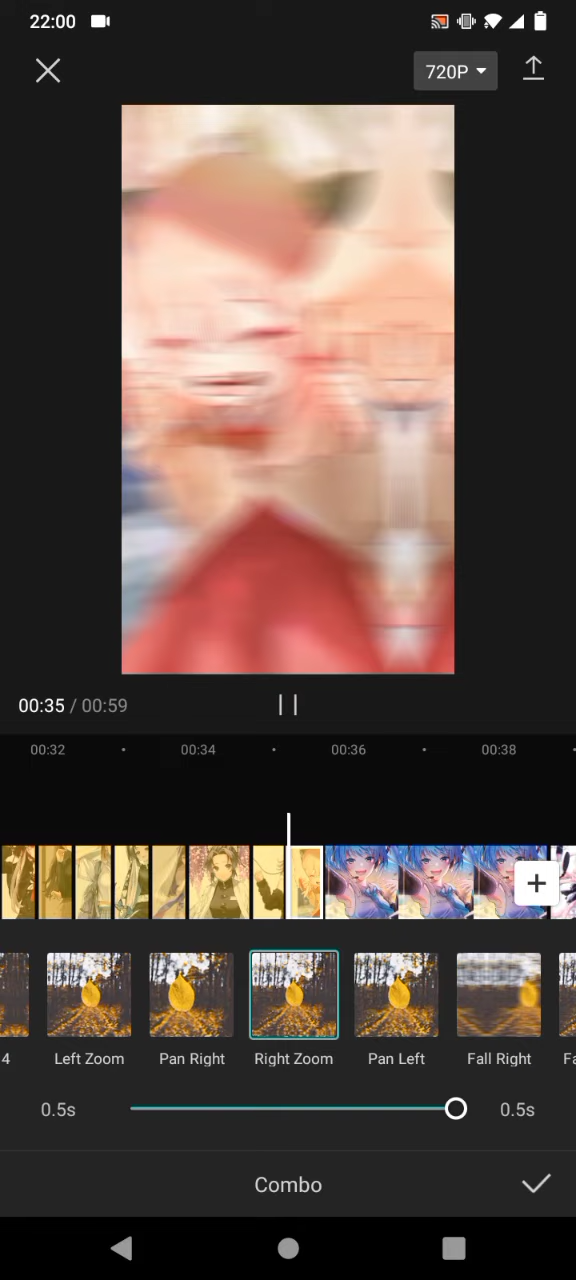 22:00
720P
00:35 / 00:59
00:32 00:34 00:36 00:38
4 Left Zoom Pan Right Right Zoom Pan Left Fall Right Fa
0.5s 0.5s
Combo